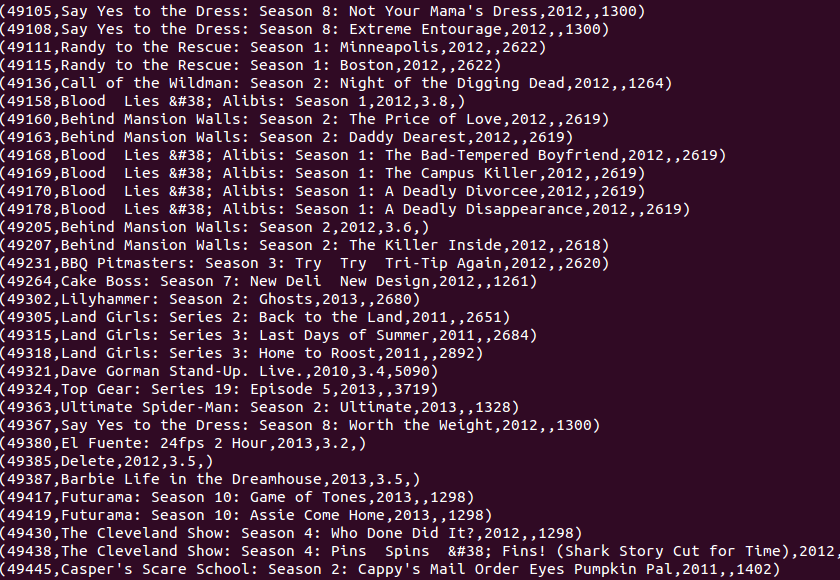 (49105,Say Yes to the Dress: Season 8: Not Your Mama's Dress,2012,,1300)
(49108,Say Yes to the Dress: Season 8: Extreme Entourage,2012,,1300)
(49111,Randy to the Rescue: Season 1: Minneapolis,2012,,2622)
(49115,Randy to the Rescue: Season 1: Boston,2012,,2622)
(49136,Call of the Wildman: Season 2: Night of the Digging Dead,2012,,1264)
(49158,Blood  Lies &#38; Alibis: Season 1,2012,3.8,)
(49160,Behind Mansion Walls: Season 2: The Price of Love,2012,,2619)
(49163,Behind Mansion Walls: Season 2: Daddy Dearest,2012,,2619)
(49168,Blood  Lies &#38; Alibis: Season 1: The Bad-Tempered Boyfriend,2012,,2619)
(49169,Blood  Lies &#38; Alibis: Season 1: The Campus Killer,2012,,2619)
(49170,Blood  Lies &#38; Alibis: Season 1: A Deadly Divorcee,2012,,2619)
(49178,Blood  Lies &#38; Alibis: Season 1: A Deadly Disappearance,2012,,2619)
(49205,Behind Mansion Walls: Season 2,2012,3.6,)
(49207,Behind Mansion Walls: Season 2: The Killer Inside,2012,,2618)
(49231,BBQ Pitmasters: Season 3: Try  Try  Tri-Tip Again,2012,,2620)
(49264,Cake Boss: Season 7: New Deli  New Design,2012,,1261)
(49302,Lilyhammer: Season 2: Ghosts,2013,,2680)
(49305,Land Girls: Series 2: Back to the Land,2011,,2651)
(49315,Land Girls: Series 3: Last Days of Summer,2011,,2684)
(49318,Land Girls: Series 3: Home to Roost,2011,,2892)
(49321,Dave Gorman Stand-Up. Live.,2010,3.4,5090)
(49324,Top Gear: Series 19: Episode 5,2013,,3719)
(49363,Ultimate Spider-Man: Season 2: Ultimate,2013,,1328)
(49367,Say Yes to the Dress: Season 8: Worth the Weight,2012,,1300)
(49380,El Fuente: 24fps 2 Hour,2013,3.2,)
(49385,Delete,2012,3.5,)
(49387,Barbie Life in the Dreamhouse,2013,3.5,)
(49417,Futurama: Season 10: Game of Tones,2013,,1298)
(49419,Futurama: Season 10: Assie Come Home,2013,,1298)
(49430,The Cleveland Show: Season 4: Who Done Did It?,2012,,1298)
(49438,The Cleveland Show: Season 4: Pins  Spins  &#38; Fins! (Shark Story Cut for Time),2012,
(49445,Casper's Scare School: Season 2: Cappy's Mail Order Eyes Pumpkin Pal,2011,,1402)